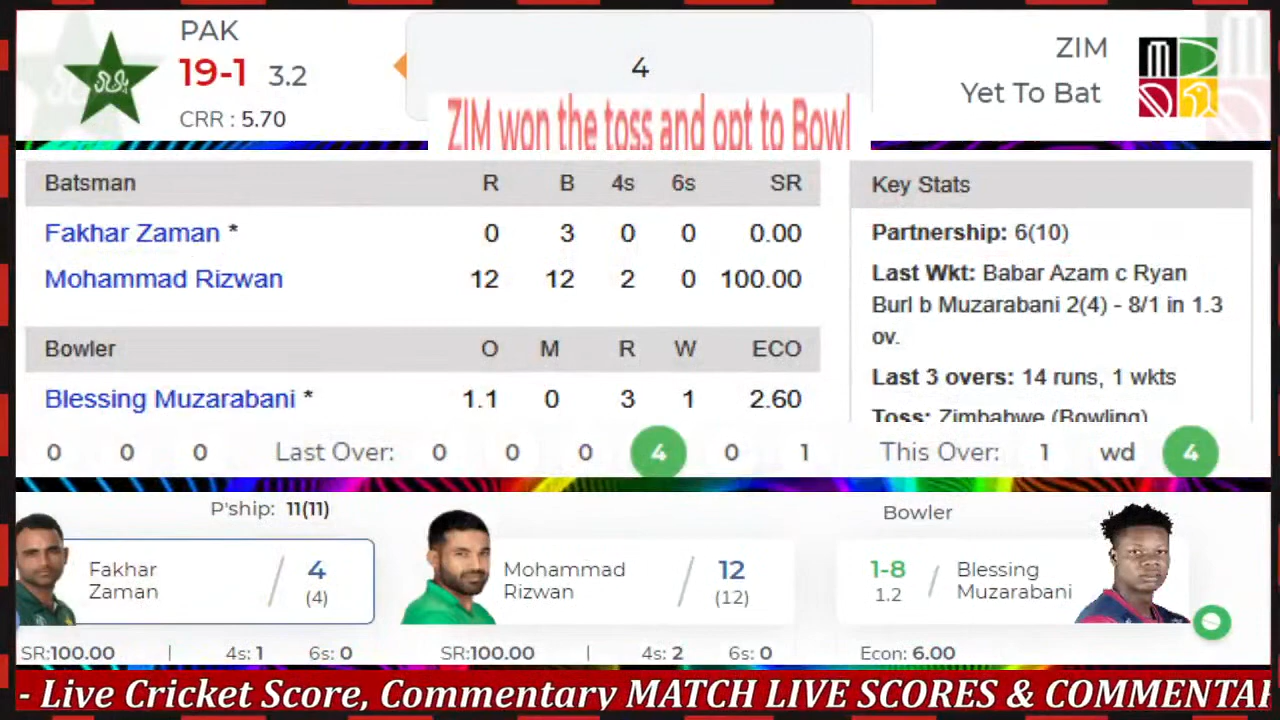 PAK
19-1 3.2
CRR : 5.70
4
ZIM won the toss and opt to Bowl
ZIM
Yet To Bat
Batsman R B 4s 6s SR
Fakhar Zaman * 0 3 0 0 0.00
Mohammad Rizwan 12 12 2 0 100.00
Bowler O M R W ECO
Blessing Muzarabani * 1.1 0 3 1 2.60
Key Stats
Partnership: 6(10)
Last Wkt: Babar Azam c Ryan
Burl b Muzarabani 2(4) - 8/1 in 1.3
ov.
Last 3 overs: 14 runs, 1 wkts
Toss: Zimbabwe (Bowling)
0 0 0 Last Over: 0 0 0 4 0 1 This Over: 1 wd 4
P'ship: 11(11)
Fakhar
Zaman
4
(4)
SR:100.00 | 4s: 1 6s: 0
Mohammad
Rizwan
12
(12)
SR:100.00 | 4s: 2 6s: 0
Bowler
1-8
1.2
Blessing
Muzarabani
Econ: 6.00
- Live Cricket Score, Commentary MATCH LIVE SCORES & COMMENTAR